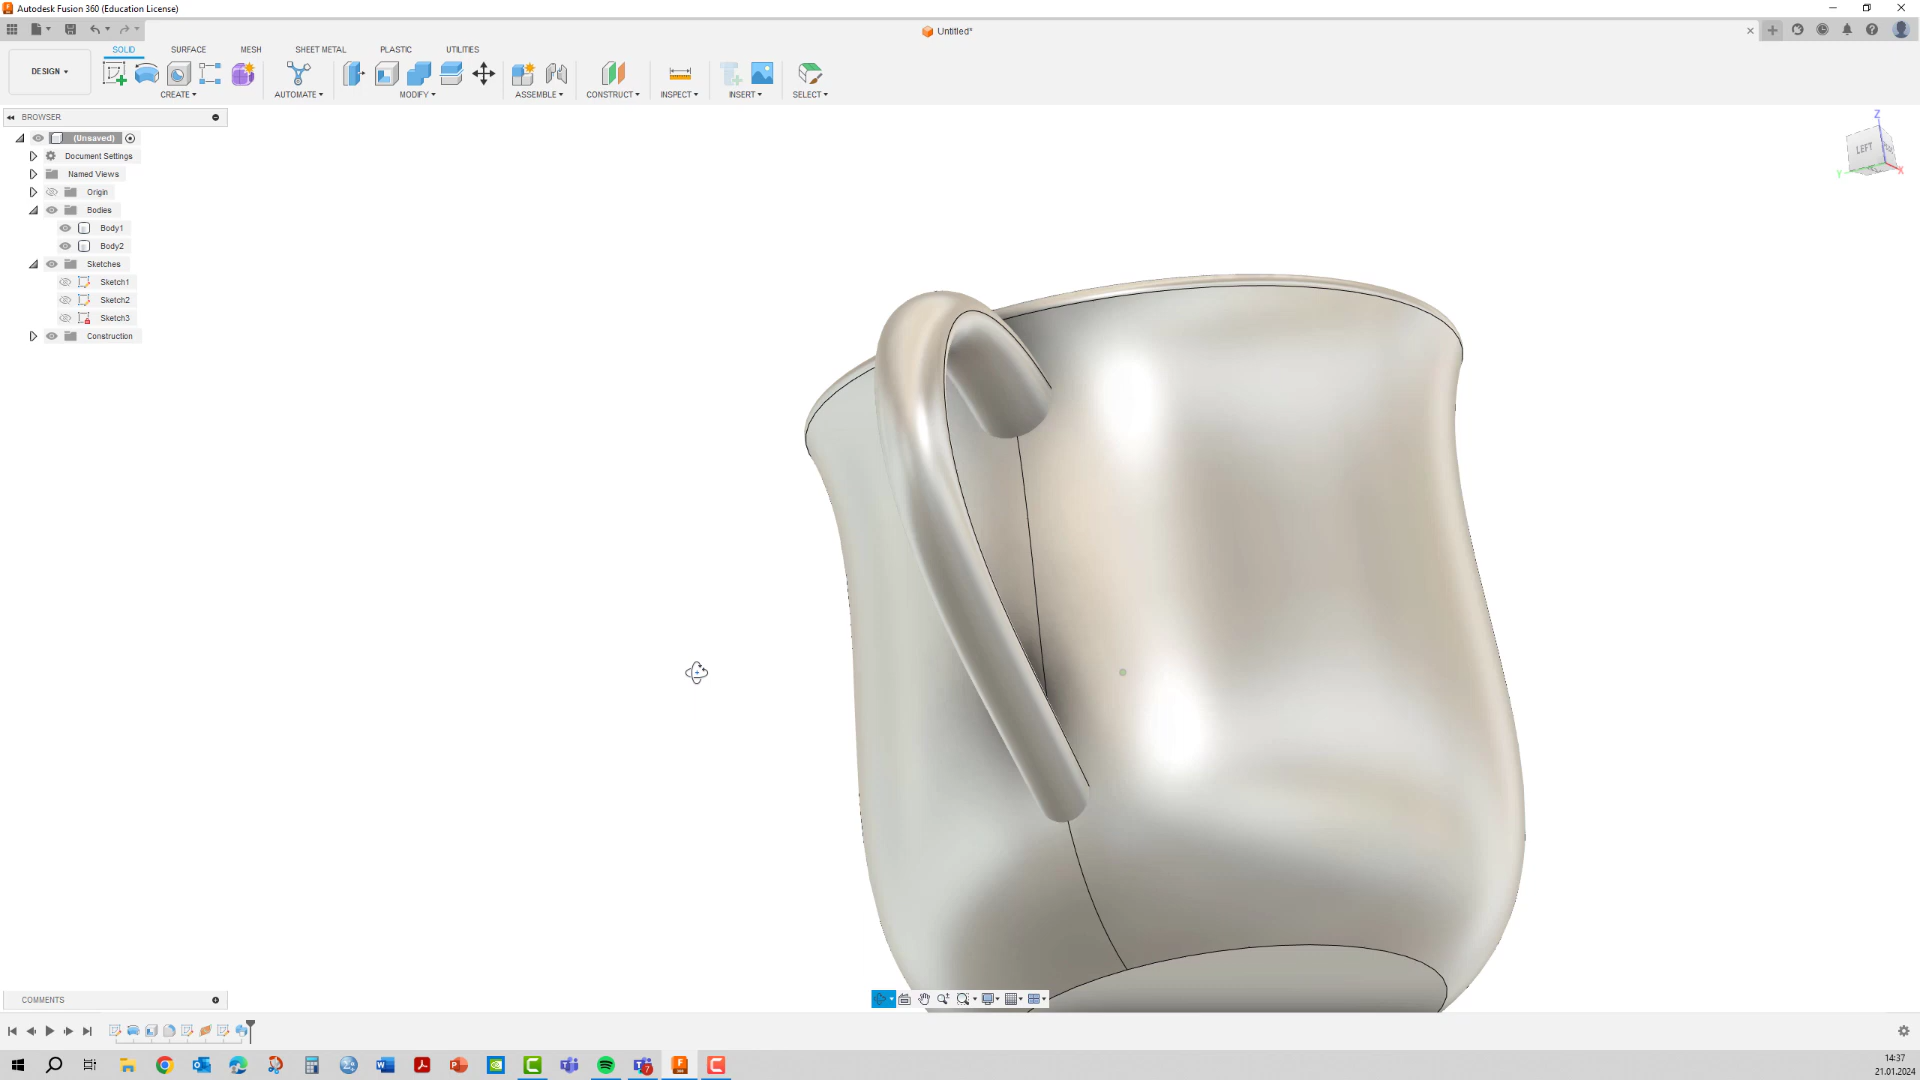 Autodesk Fusion 360 (Education License)
Untitled*
SOLID SURFACE MESH SHEET METAL PLASTIC UTILITIES
DESIGN
CREATE AUTOMATE MODIFY ASSEMBLE CONSTRUCT INSPECT INSERT SELECT
BROWSER
(Unsaved)
Document Settings
Named Views
Origin
Bodies
Body1
Body2
Sketches
Sketch1
Sketch2
Sketch3
Construction
Z
LEFT
Y
X
COMMENTS
14:37
21.01.2024